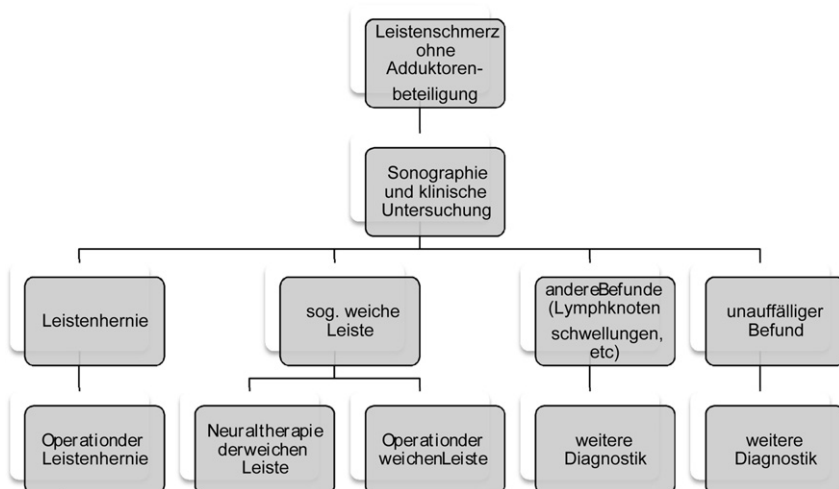 Leistenschmerz
ohne
Adduktoren-
beteiligung
Sonographie
und klinische
Untersuchung
Leistenhernie
sog. weiche
Leiste
andereBefunde
(Lymphknoten
schwellungen,
etc)
unauffälliger
Befund
Operationder
Leistenhernie
Neuraltherapie
derweichen
Leiste
Operationder
weichenLeiste
weitere
Diagnostik
weitere
Diagnostik